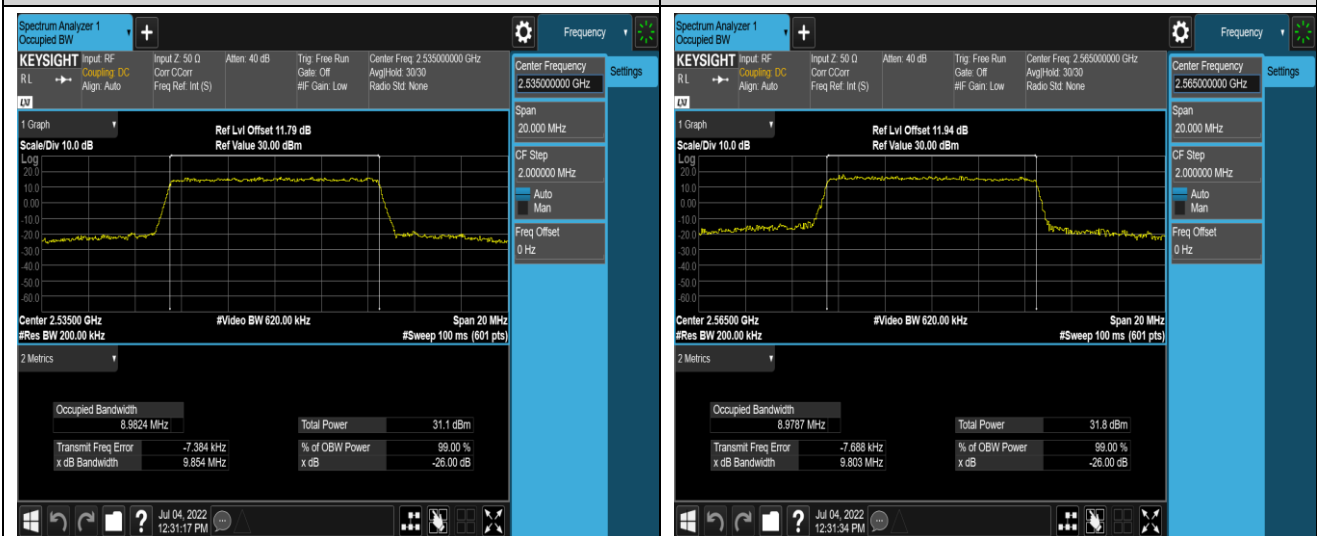 Spectrum Analyzer 1
Occupied BW
+
Frequency
KEYSIGHT
R L
LXI
Input: RF
Coupling: DC
Align: Auto
Input Z: 50 Ω
Corr CCorr
Freq Ref: Int (S)
Atten: 40 dB
Trig: Free Run
Gate: Off
#IF Gain: Low
Center Freq: 2.535000000 GHz
Avg|Hold: 30/30
Radio Std: None
Center Frequency
2.535000000 GHz
Settings
Span
20.000 MHz
CF Step
2.000000 MHz
Auto
Man
Freq Offset
0 Hz
1 Graph
Scale/Div 10.0 dB
Ref Lvl Offset 11.79 dB
Ref Value 30.00 dBm
Log
20.0
10.0
0.00
-10.0
-20.0
-30.0
-40.0
-50.0
-60.0
Center 2.53500 GHz
#Res BW 200.00 kHz
#Video BW 620.00 kHz
Span 20 MHz
#Sweep 100 ms (601 pts)
2 Metrics
Occupied Bandwidth
8.9824 MHz
Total Power 31.1 dBm
Transmit Freq Error -7.384 kHz
% of OBW Power 99.00 %
x dB Bandwidth 9.854 MHz
x dB -26.00 dB
?
Jul 04, 2022
12:31:17 PM
Spectrum Analyzer 1
Occupied BW
+
Frequency
KEYSIGHT
R L
LXI
Input: RF
Coupling: DC
Align: Auto
Input Z: 50 Ω
Corr CCorr
Freq Ref: Int (S)
Atten: 40 dB
Trig: Free Run
Gate: Off
#IF Gain: Low
Center Freq: 2.565000000 GHz
Avg|Hold: 30/30
Radio Std: None
Center Frequency
2.565000000 GHz
Settings
Span
20.000 MHz
CF Step
2.000000 MHz
Auto
Man
Freq Offset
0 Hz
1 Graph
Scale/Div 10.0 dB
Ref Lvl Offset 11.94 dB
Ref Value 30.00 dBm
Log
20.0
10.0
0.00
-10.0
-20.0
-30.0
-40.0
-50.0
-60.0
Center 2.56500 GHz
#Res BW 200.00 kHz
#Video BW 620.00 kHz
Span 20 MHz
#Sweep 100 ms (601 pts)
2 Metrics
Occupied Bandwidth
8.9787 MHz
Total Power 31.8 dBm
Transmit Freq Error -7.688 kHz
% of OBW Power 99.00 %
x dB Bandwidth 9.803 MHz
x dB -26.00 dB
?
Jul 04, 2022
12:31:34 PM